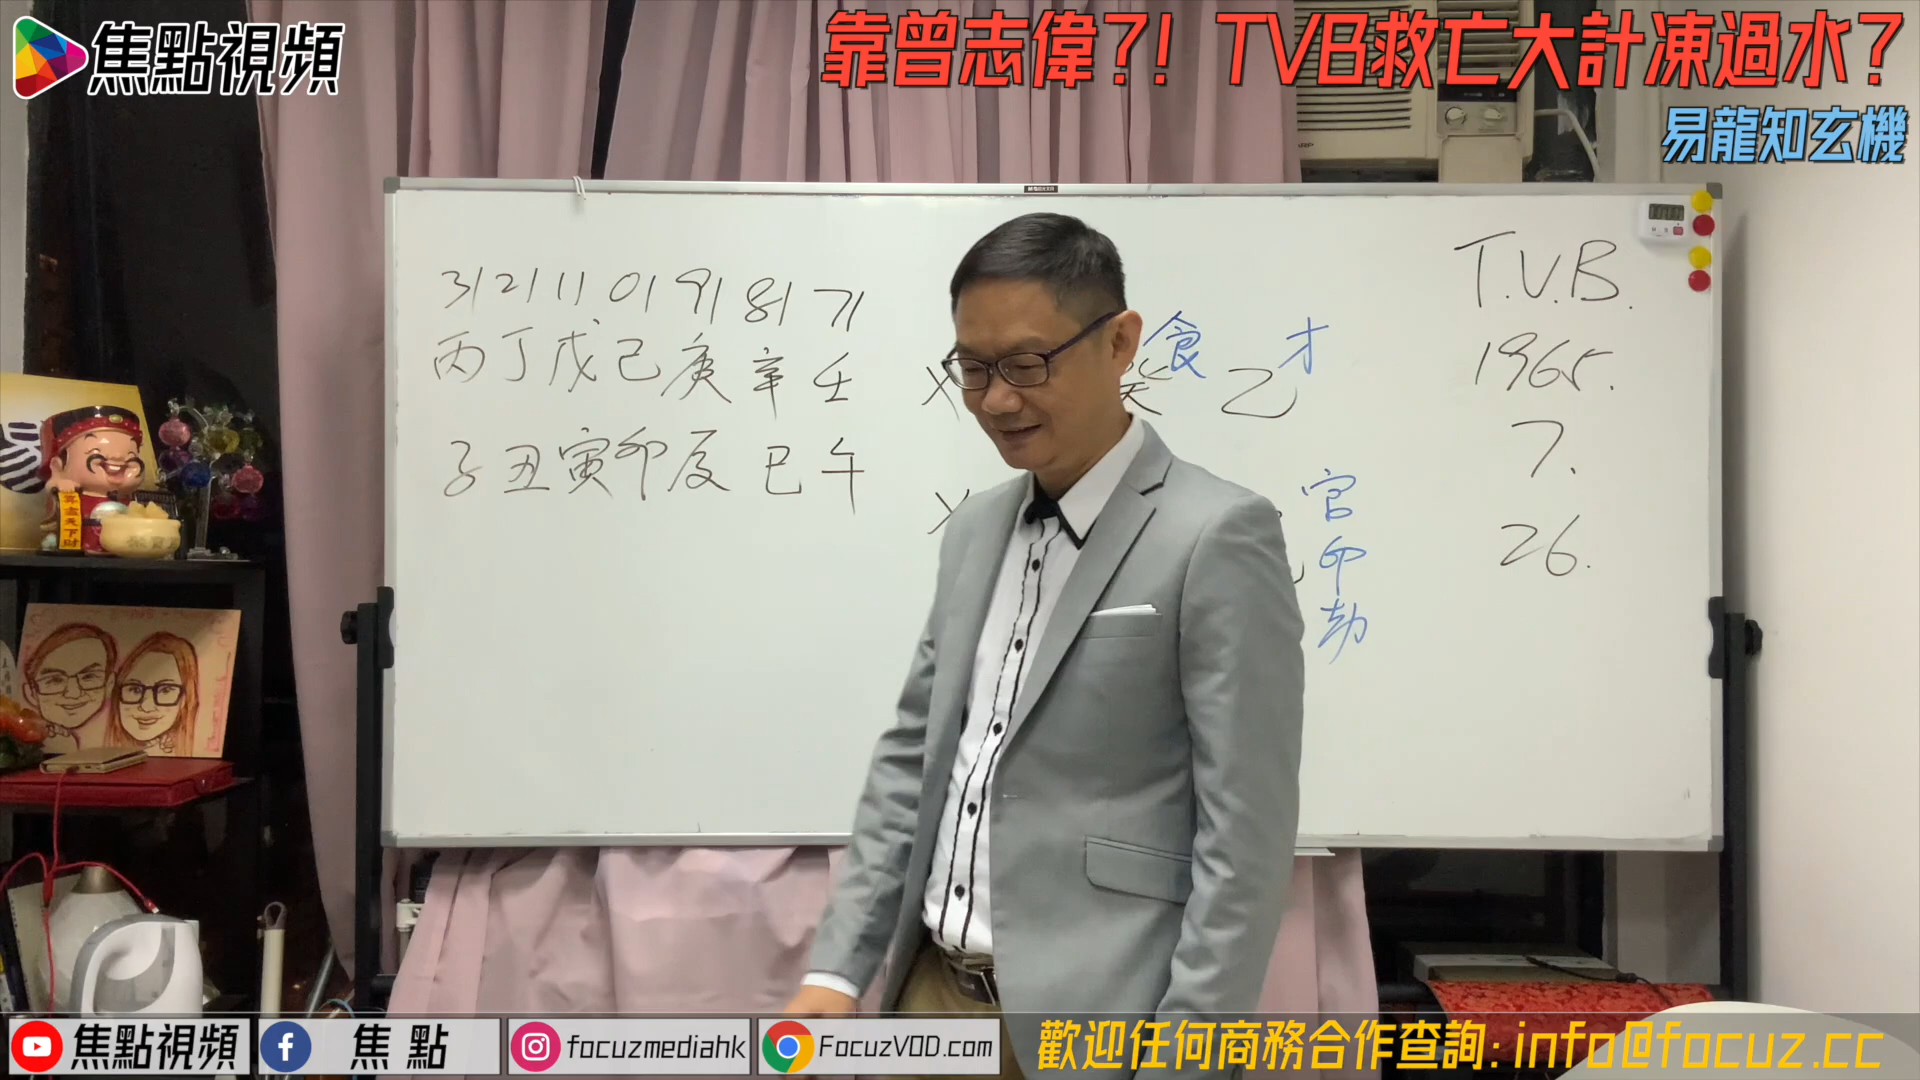 焦點視頻
靠曾志偉?! TVB救亡大計凍過水?
易龍知玄機
31 21 11 01 91 81 71
丙丁戊己庚辛壬
子丑寅卯辰巳午
食 才
X 癸 乙
X
官
印
劫
T.V.B.
1965.
7.
26.
焦點視頻
焦點
focuzmediahk
FocuzVOD.com
歡迎任何商務合作查詢: info@focuz.cc